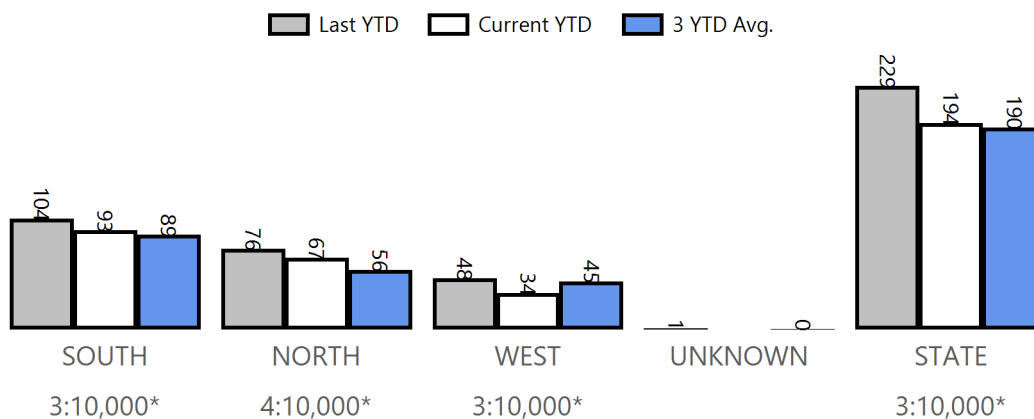 Last YTD Current YTD 3 YTD Avg.
104 93 89 76 67 56 48 34 45 1 0 229 194 190
SOUTH NORTH WEST UNKNOWN STATE
3:10,000* 4:10,000* 3:10,000* 3:10,000*